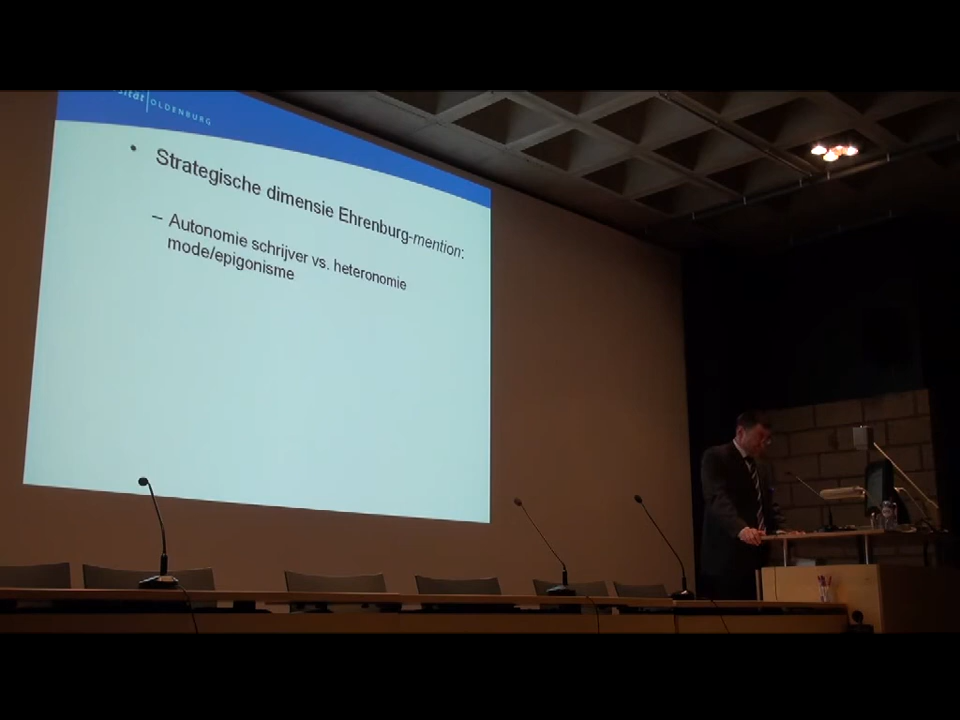 OLDENBURG
• Strategische dimensie Ehrenburg-mention:
– Autonomie schrijver vs. heteronomie
mode/epigonisme